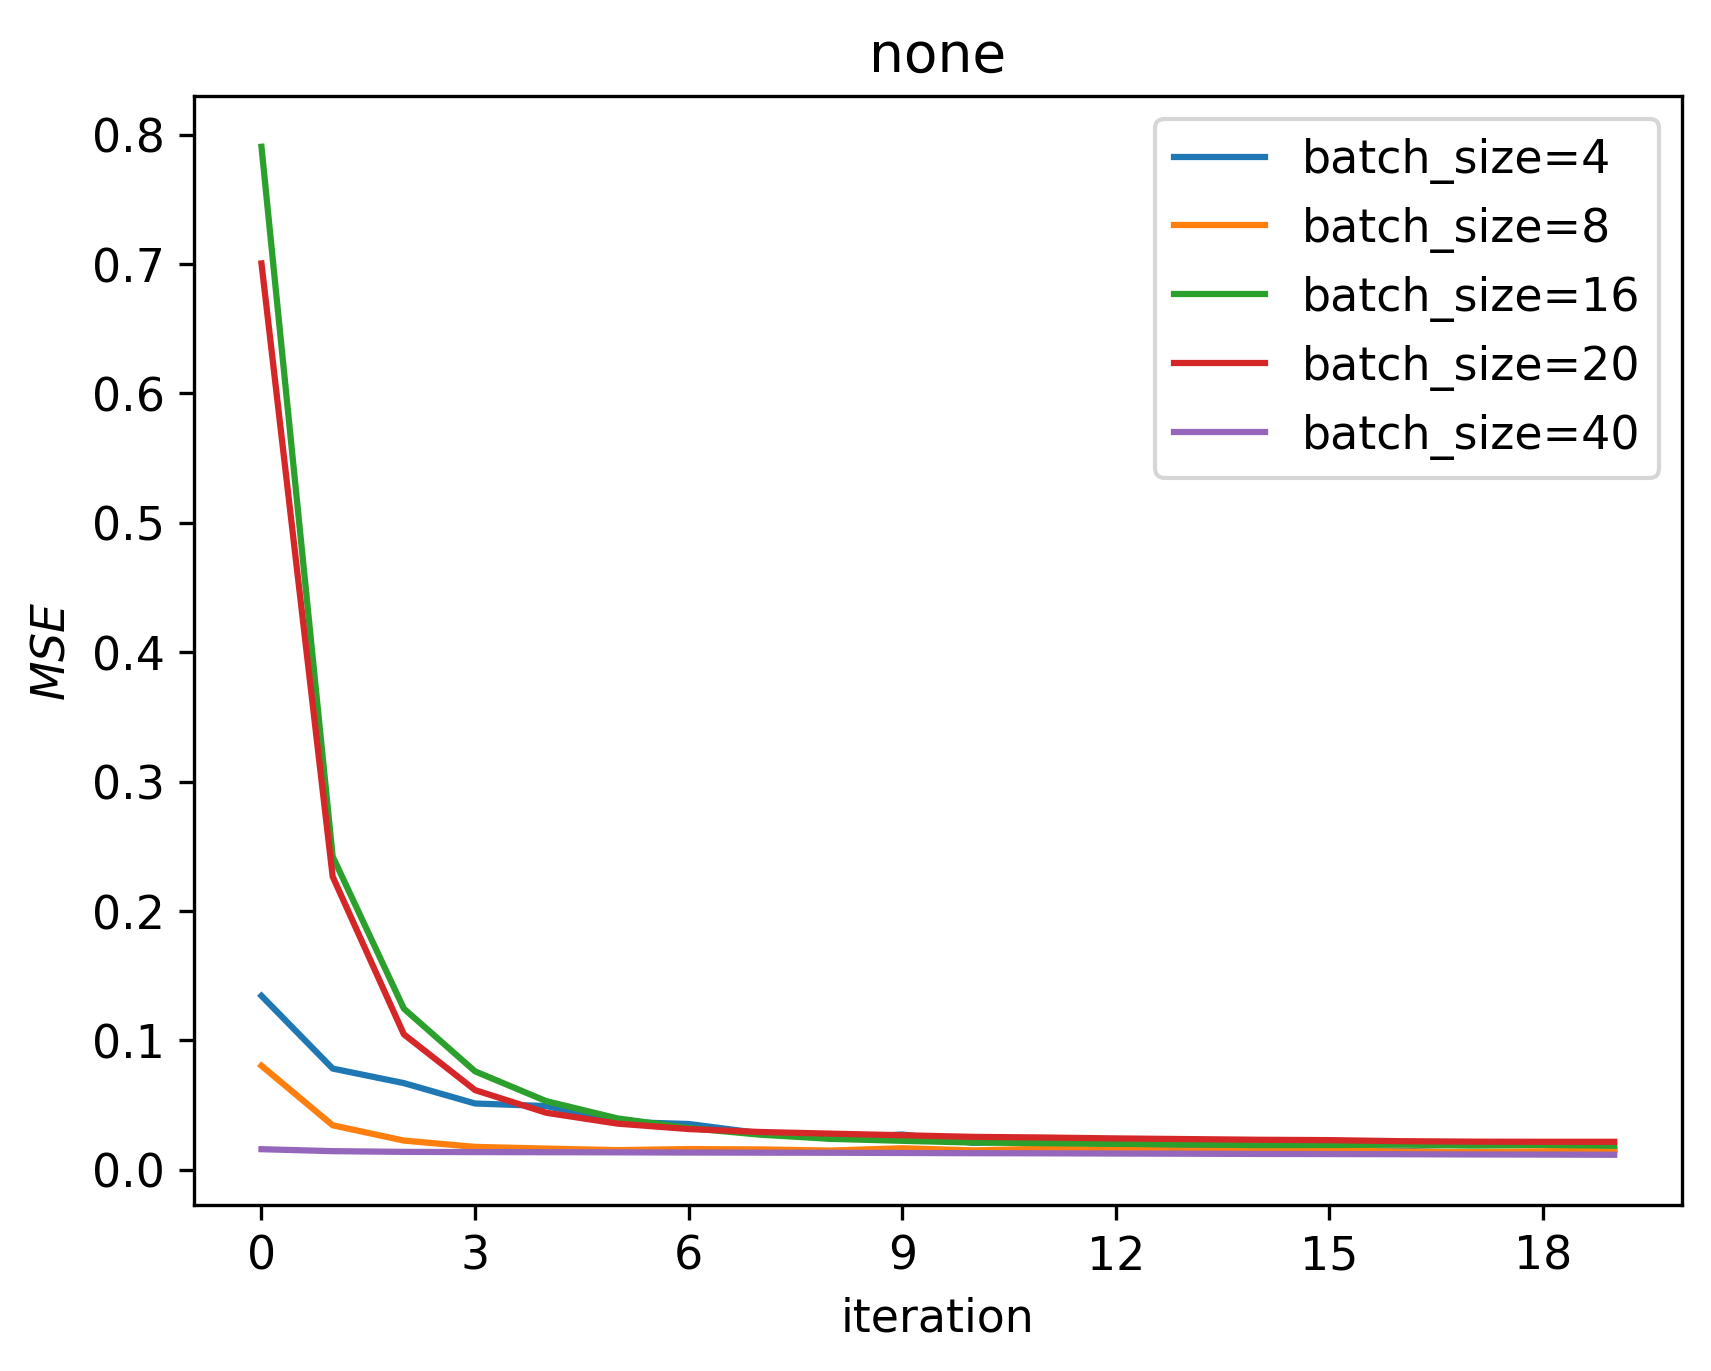 none
0.8
0.7
0.6
0.5
0.4
0.3
0.2
0.1
0.0
MSE
batch_size=4
batch_size=8
batch_size=16
batch_size=20
batch_size=40
0 3 6 9 12 15 18
iteration